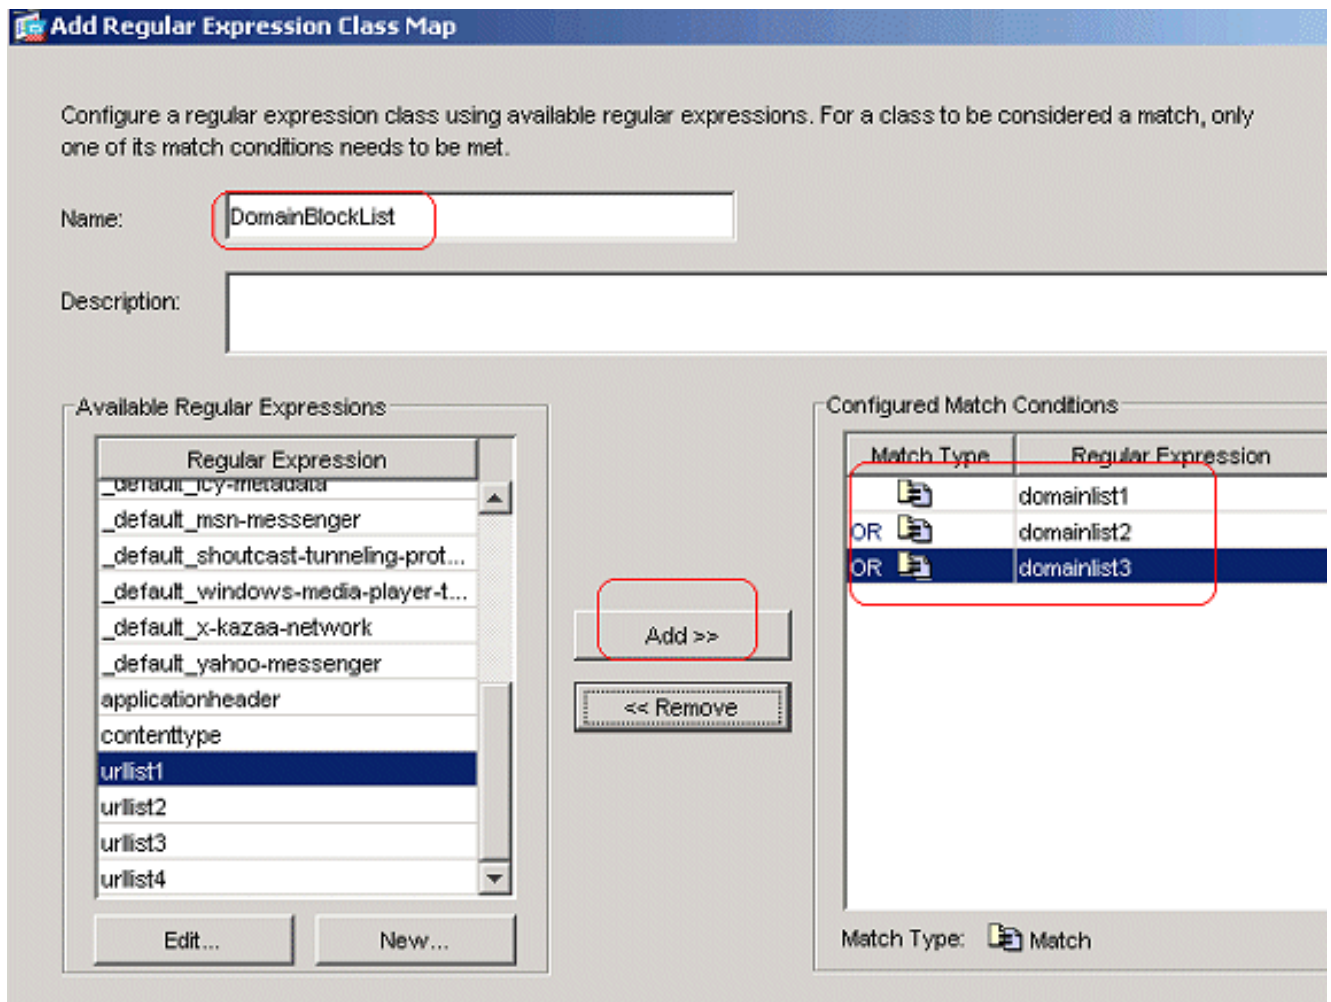 Add Regular Expression Class Map
Configure a regular expression class using available regular expressions. For a class to be considered a match, only
one of its match conditions needs to be met.
Name:
DomainBlockList
Description:
Available Regular Expressions
Regular Expression
_default_icy-metadata
_default_msn-messenger
_default_shoutcast-tunneling-prot...
_default_windows-media-player-t...
_default_x-kazaa-network
_default_yahoo-messenger
applicationheader
contenttype
urllist1
urllist2
urllist3
urllist4
Edit...
New...
Add >>
<< Remove
Configured Match Conditions
Match Type Regular Expression
domainlist1
OR domainlist2
OR domainlist3
Match Type: Match